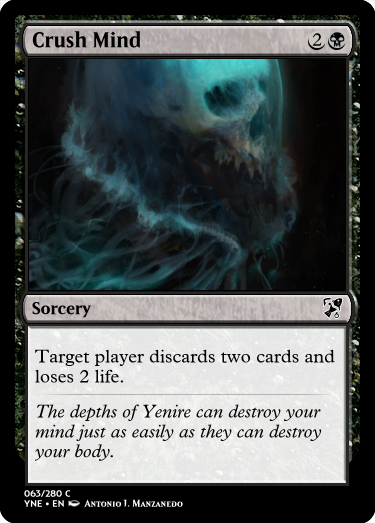 Crush Mind 2
Sorcery
Target player discards two cards and
loses 2 life.
The depths of Yenire can destroy your
mind just as easily as they can destroy
your body.
063/280 C
YNE • EN Antonio J. Manzanedo